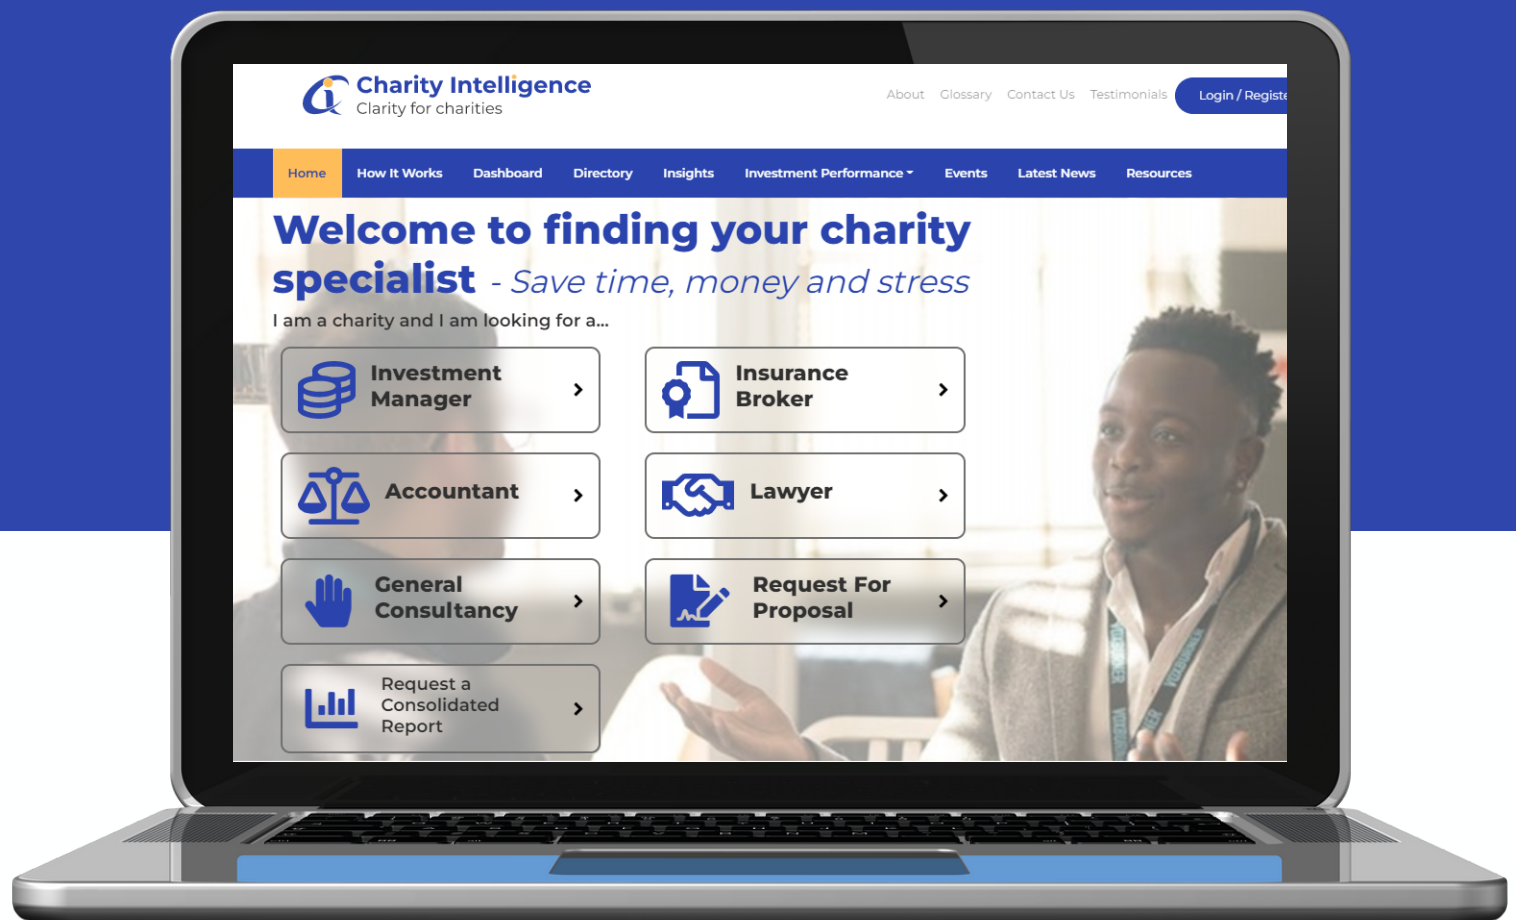 Charity Intelligence
Clarity for charities
About Glossary Contact Us Testimonials Login / Registe
Home How It Works Dashboard Directory Insights Investment Performance Events Latest News Resources
Welcome to finding your charity
specialist - Save time, money and stress
I am a charity and I am looking for a...
Investment
Manager
Insurance
Broker
Accountant
Lawyer
General
Consultancy
Request For
Proposal
Request a
Consolidated
Report